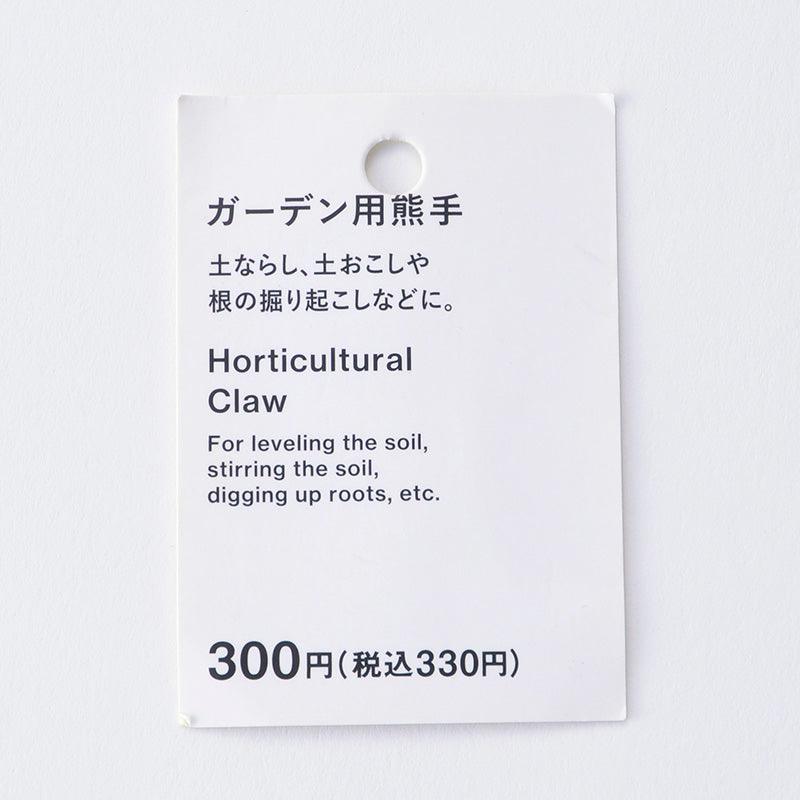 ガーデン用熊手
土ならし、土おこしや
根の掘り起こしなどに。
Horticultural
Claw
For leveling the soil,
stirring the soil,
digging up roots, etc.
300円(税込330円)